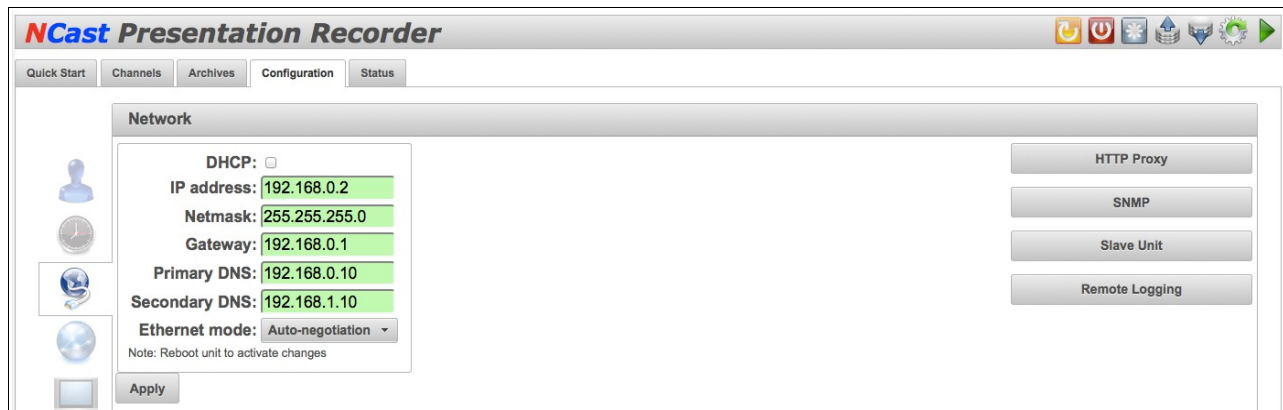 NCast Presentation Recorder
Quick Start Channels Archives Configuration Status
Network
DHCP:
IP address: 192.168.0.2
Netmask: 255.255.255.0
Gateway: 192.168.0.1
Primary DNS: 192.168.0.10
Secondary DNS: 192.168.1.10
Ethernet mode: Auto-negotiation
Note: Reboot unit to activate changes
Apply
HTTP Proxy
SNMP
Slave Unit
Remote Logging